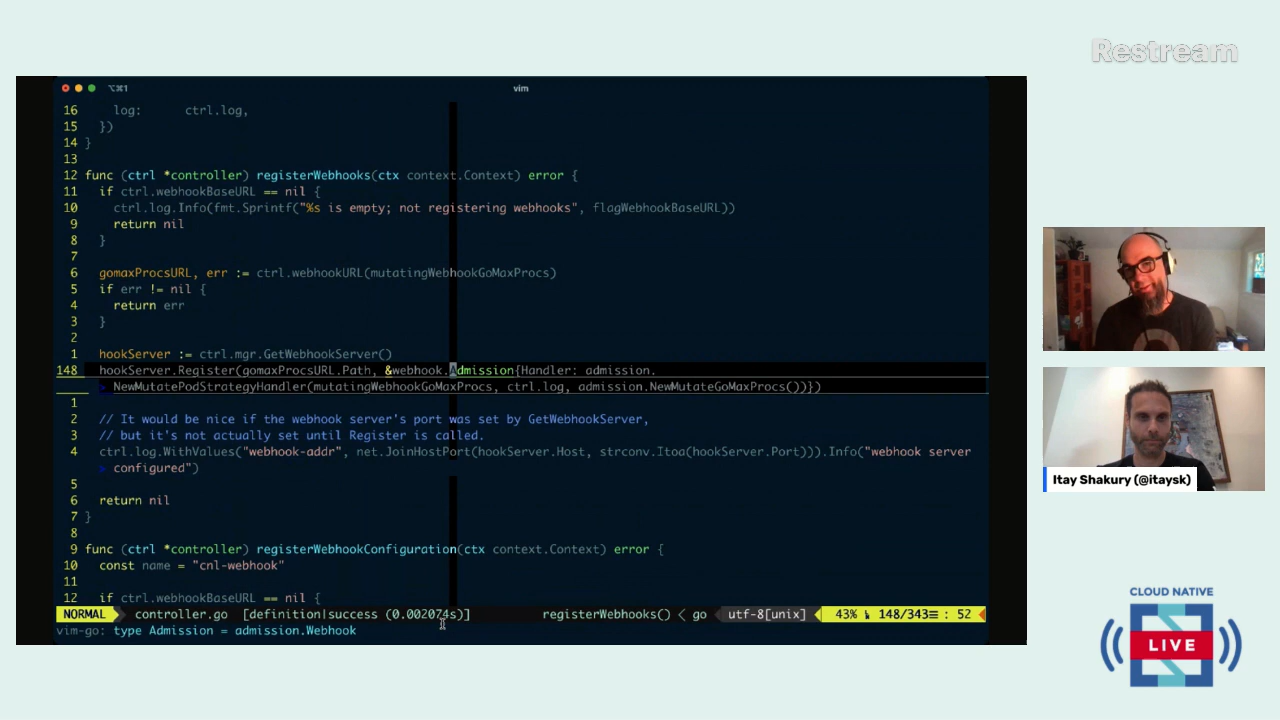 Restream
⌥⌘1
vim
16 log: ctrl.log,
15 })
14 }
13
12 func (ctrl *controller) registerWebhooks(ctx context.Context) error {
11 if ctrl.webhookBaseURL == nil {
10 ctrl.log.Info(fmt.Sprintf("%s is empty; not registering webhooks", flagWebhookBaseURL))
9 return nil
8 }
7
6 gomaxProcsURL, err := ctrl.webhookURL(mutatingWebhookGoMaxProcs)
5 if err != nil {
4 return err
3 }
2
1 hookServer := ctrl.mgr.GetWebhookServer()
148 hookServer.Register(gomaxProcsURL.Path, &webhook.Admission{Handler: admission.
> NewMutatePodStrategyHandler(mutatingWebhookGoMaxProcs, ctrl.log, admission.NewMutateGoMaxProcs())})
1
2 // It would be nice if the webhook server's port was set by GetWebhookServer,
3 // but it's not actually set until Register is called.
4 ctrl.log.WithValues("webhook-addr", net.JoinHostPort(hookServer.Host, strconv.Itoa(hookServer.Port))).Info("webhook server
> configured")
5
6 return nil
7 }
8
9 func (ctrl *controller) registerWebhookConfiguration(ctx context.Context) error {
10 const name = "cnl-webhook"
11
12 if ctrl.webhookBaseURL == nil {
NORMAL controller.go [definition|success (0.002074s)] registerWebhooks() < go utf-8[unix] 43% 148/343≡ : 52
vim-go: type Admission = admission.Webhook
Itay Shakury (@itaysk)
CLOUD NATIVE
LIVE